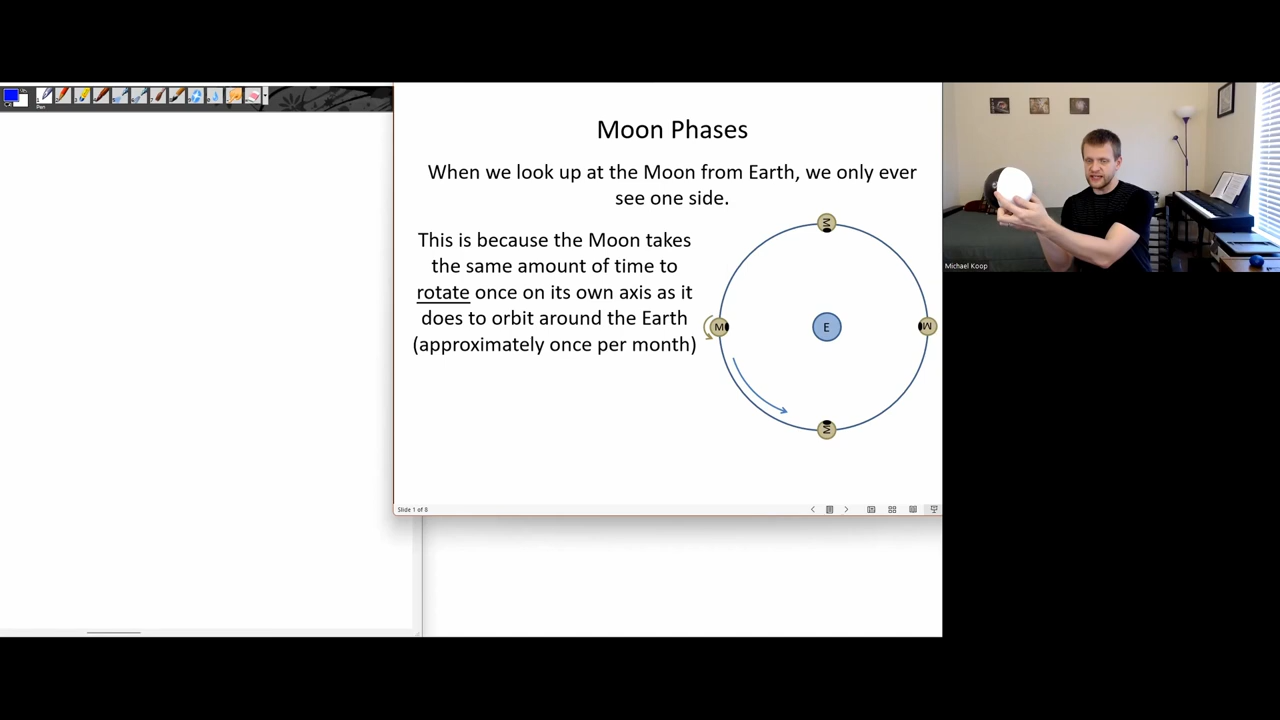 Pen
Moon Phases
When we look up at the Moon from Earth, we only ever
see one side.
This is because the Moon takes
the same amount of time to
rotate once on its own axis as it
does to orbit around the Earth
(approximately once per month)
M
M
E
M
M
Slide 1 of 8
Michael Koop